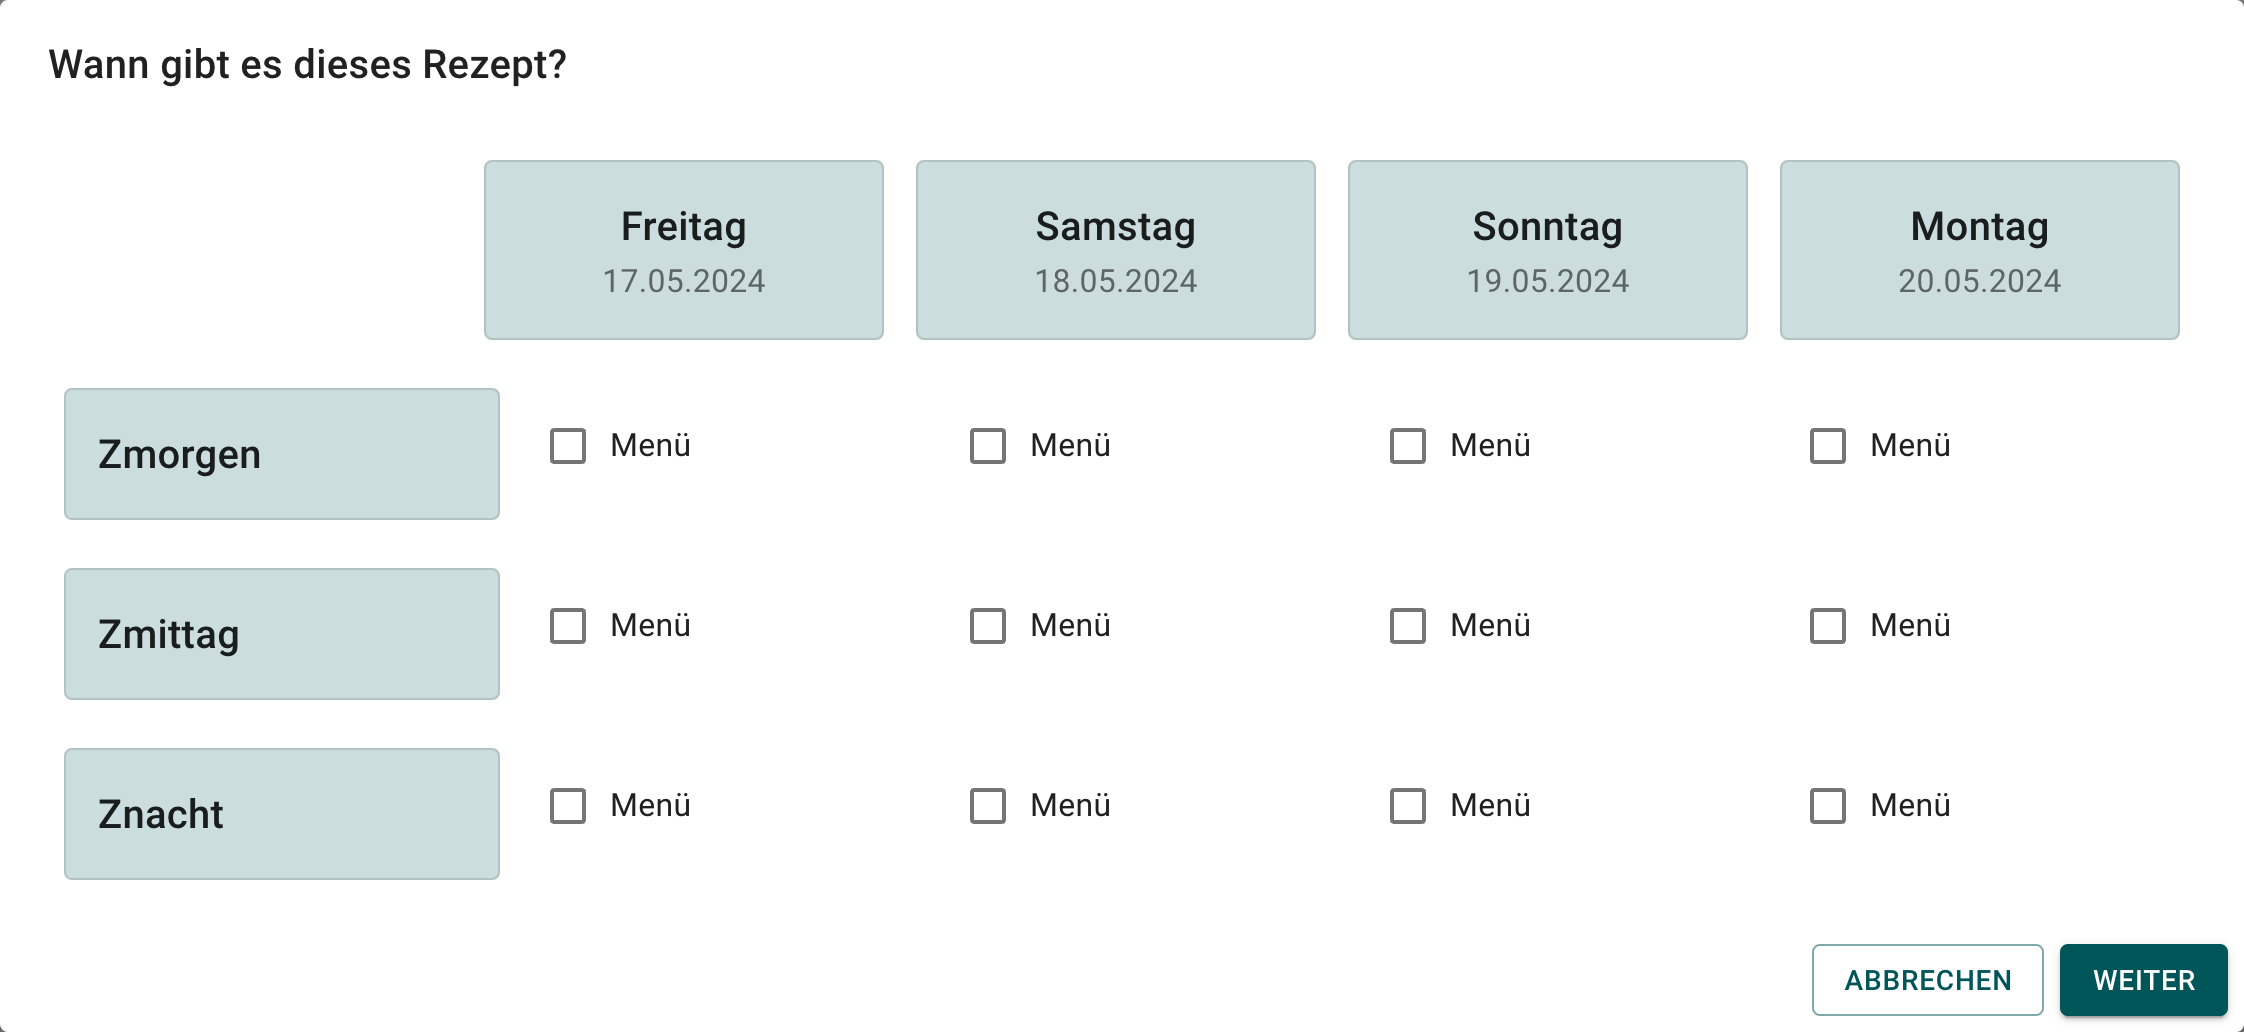 Wann gibt es dieses Rezept?
Freitag Samstag Sonntag Montag
17.05.2024 18.05.2024 19.05.2024 20.05.2024
Zmorgen Menü Menü Menü Menü
Zmittag Menü Menü Menü Menü
Znacht Menü Menü Menü Menü
ABBRECHEN WEITER